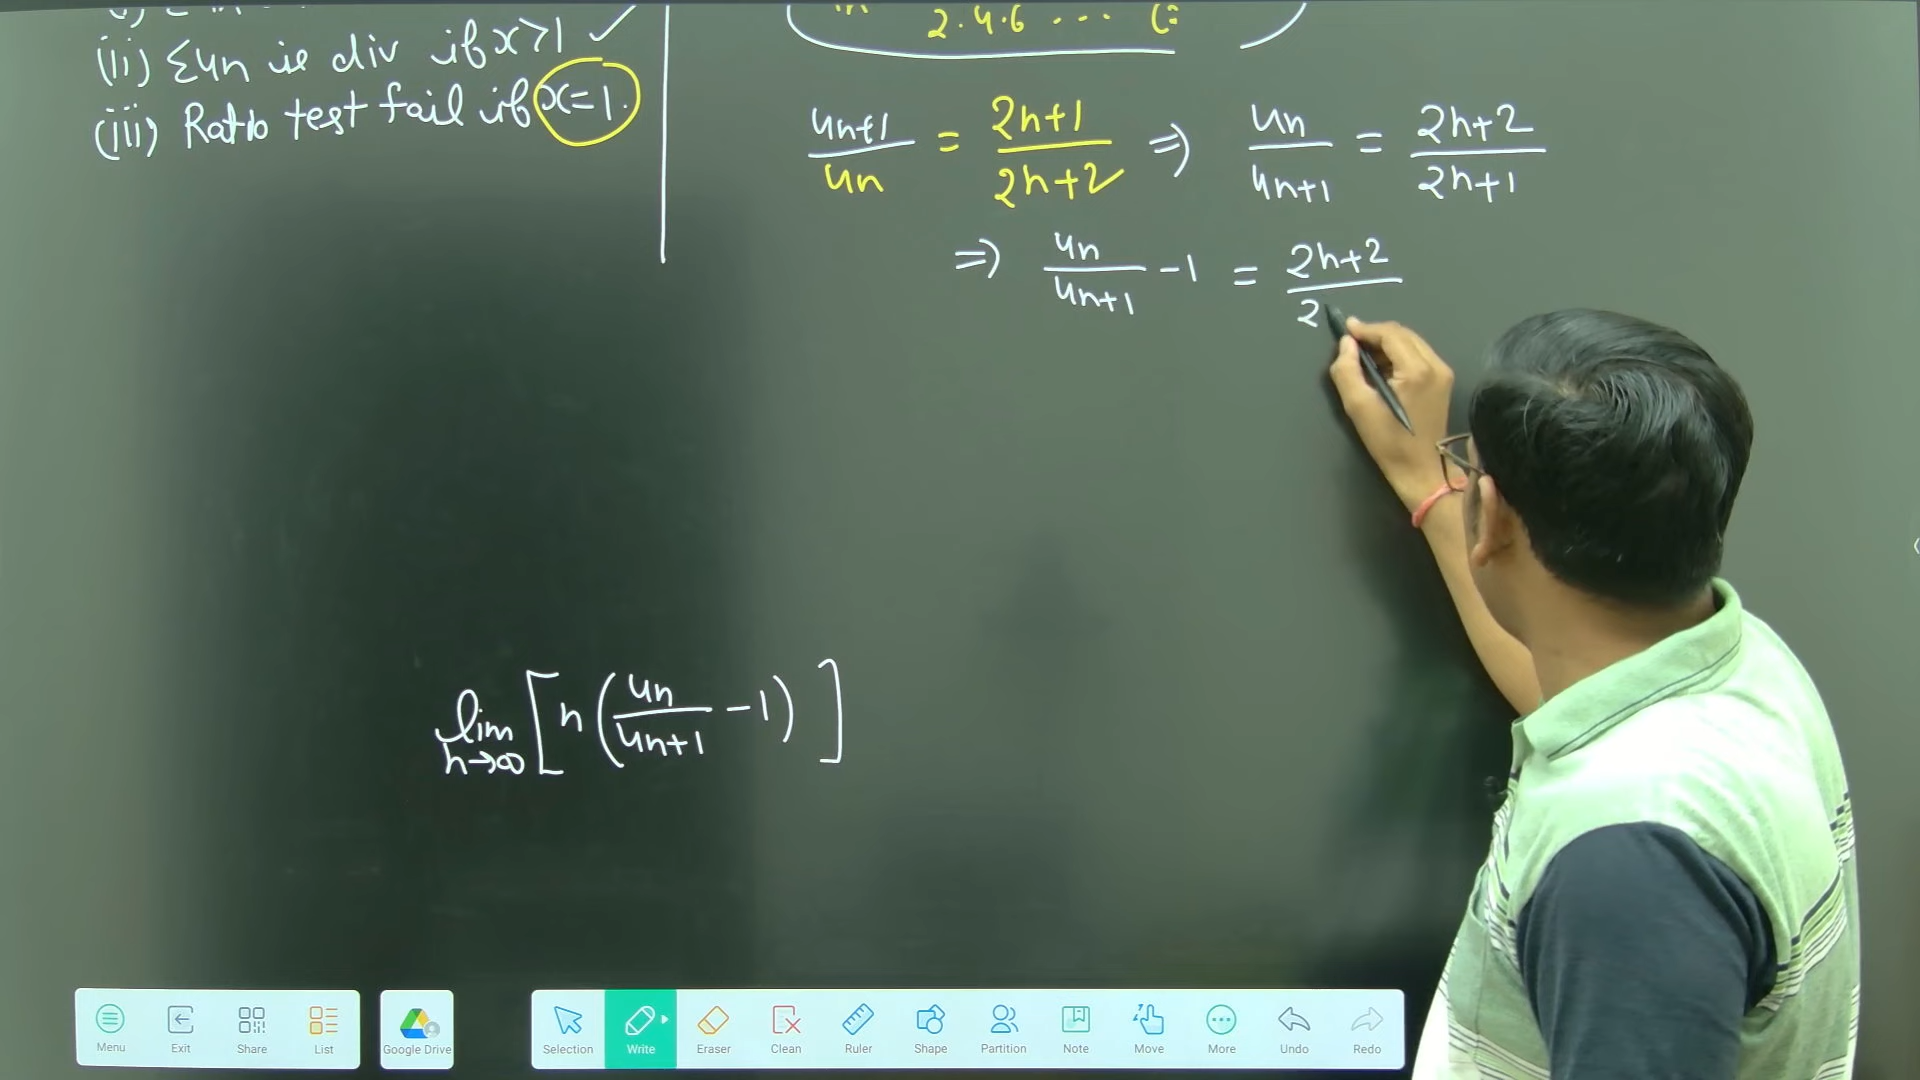 (ii) Σun is div if x>1 ✓
(iii) Ratio test fail if x=1.
2.4.6 ...
un+1/un = 2n+1/2n+2 ⇒ un/un+1 = 2n+2/2n+1
⇒ un/un+1 -1 = 2n+2/2
lim n→∞ [n(un/un+1 -1)]
Menu Exit Share List Google Drive Selection Write Eraser Clean Ruler Shape Partition Note Move More Undo Redo